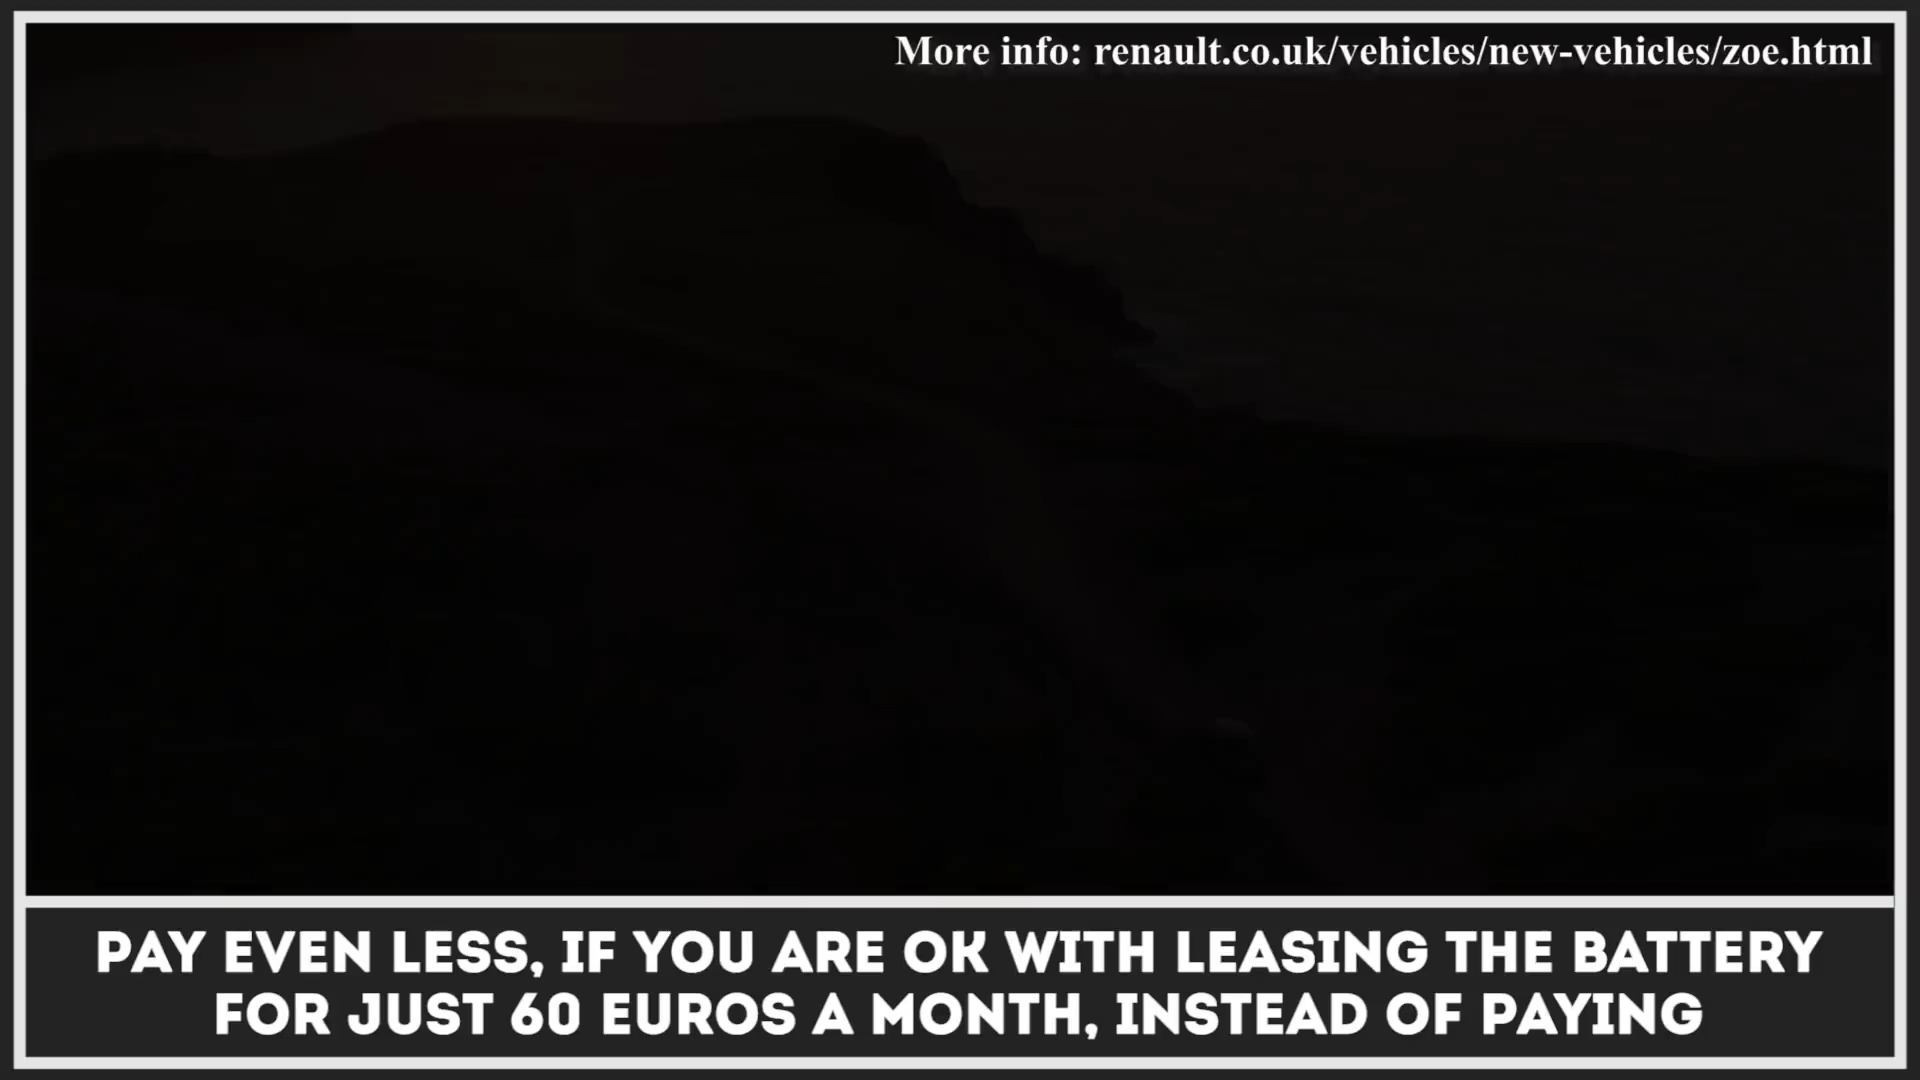 More info: renault.co.uk/vehicles/new-vehicles/zoe.html
PAY EVEN LESS, IF YOU ARE OK WITH LEASING THE BATTERY
FOR JUST 60 EUROS A MONTH, INSTEAD OF PAYING